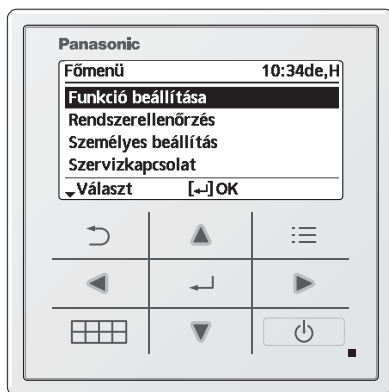 Panasonic
Főmenü 10:34de,H
Funkció beállítása
Rendszerellenőrzés
Személyes beállítás
Szervizkapcsolat
Választ [↵]OK